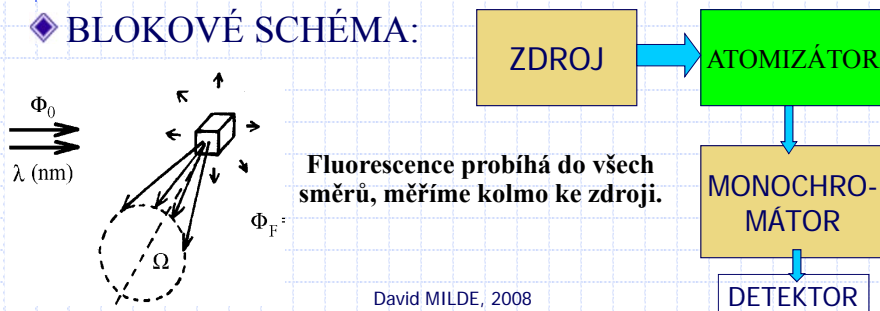 BLOKOVÉ SCHÉMA:
ZDROJ
ATOMIZÁTOR
Φ0
λ (nm)
Fluorescence probíhá do všech
směrů, měříme kolmo ke zdroji.
MONOCHRO-
MÁTOR
ΦF =
Ω
David MILDE, 2008
DETEKTOR